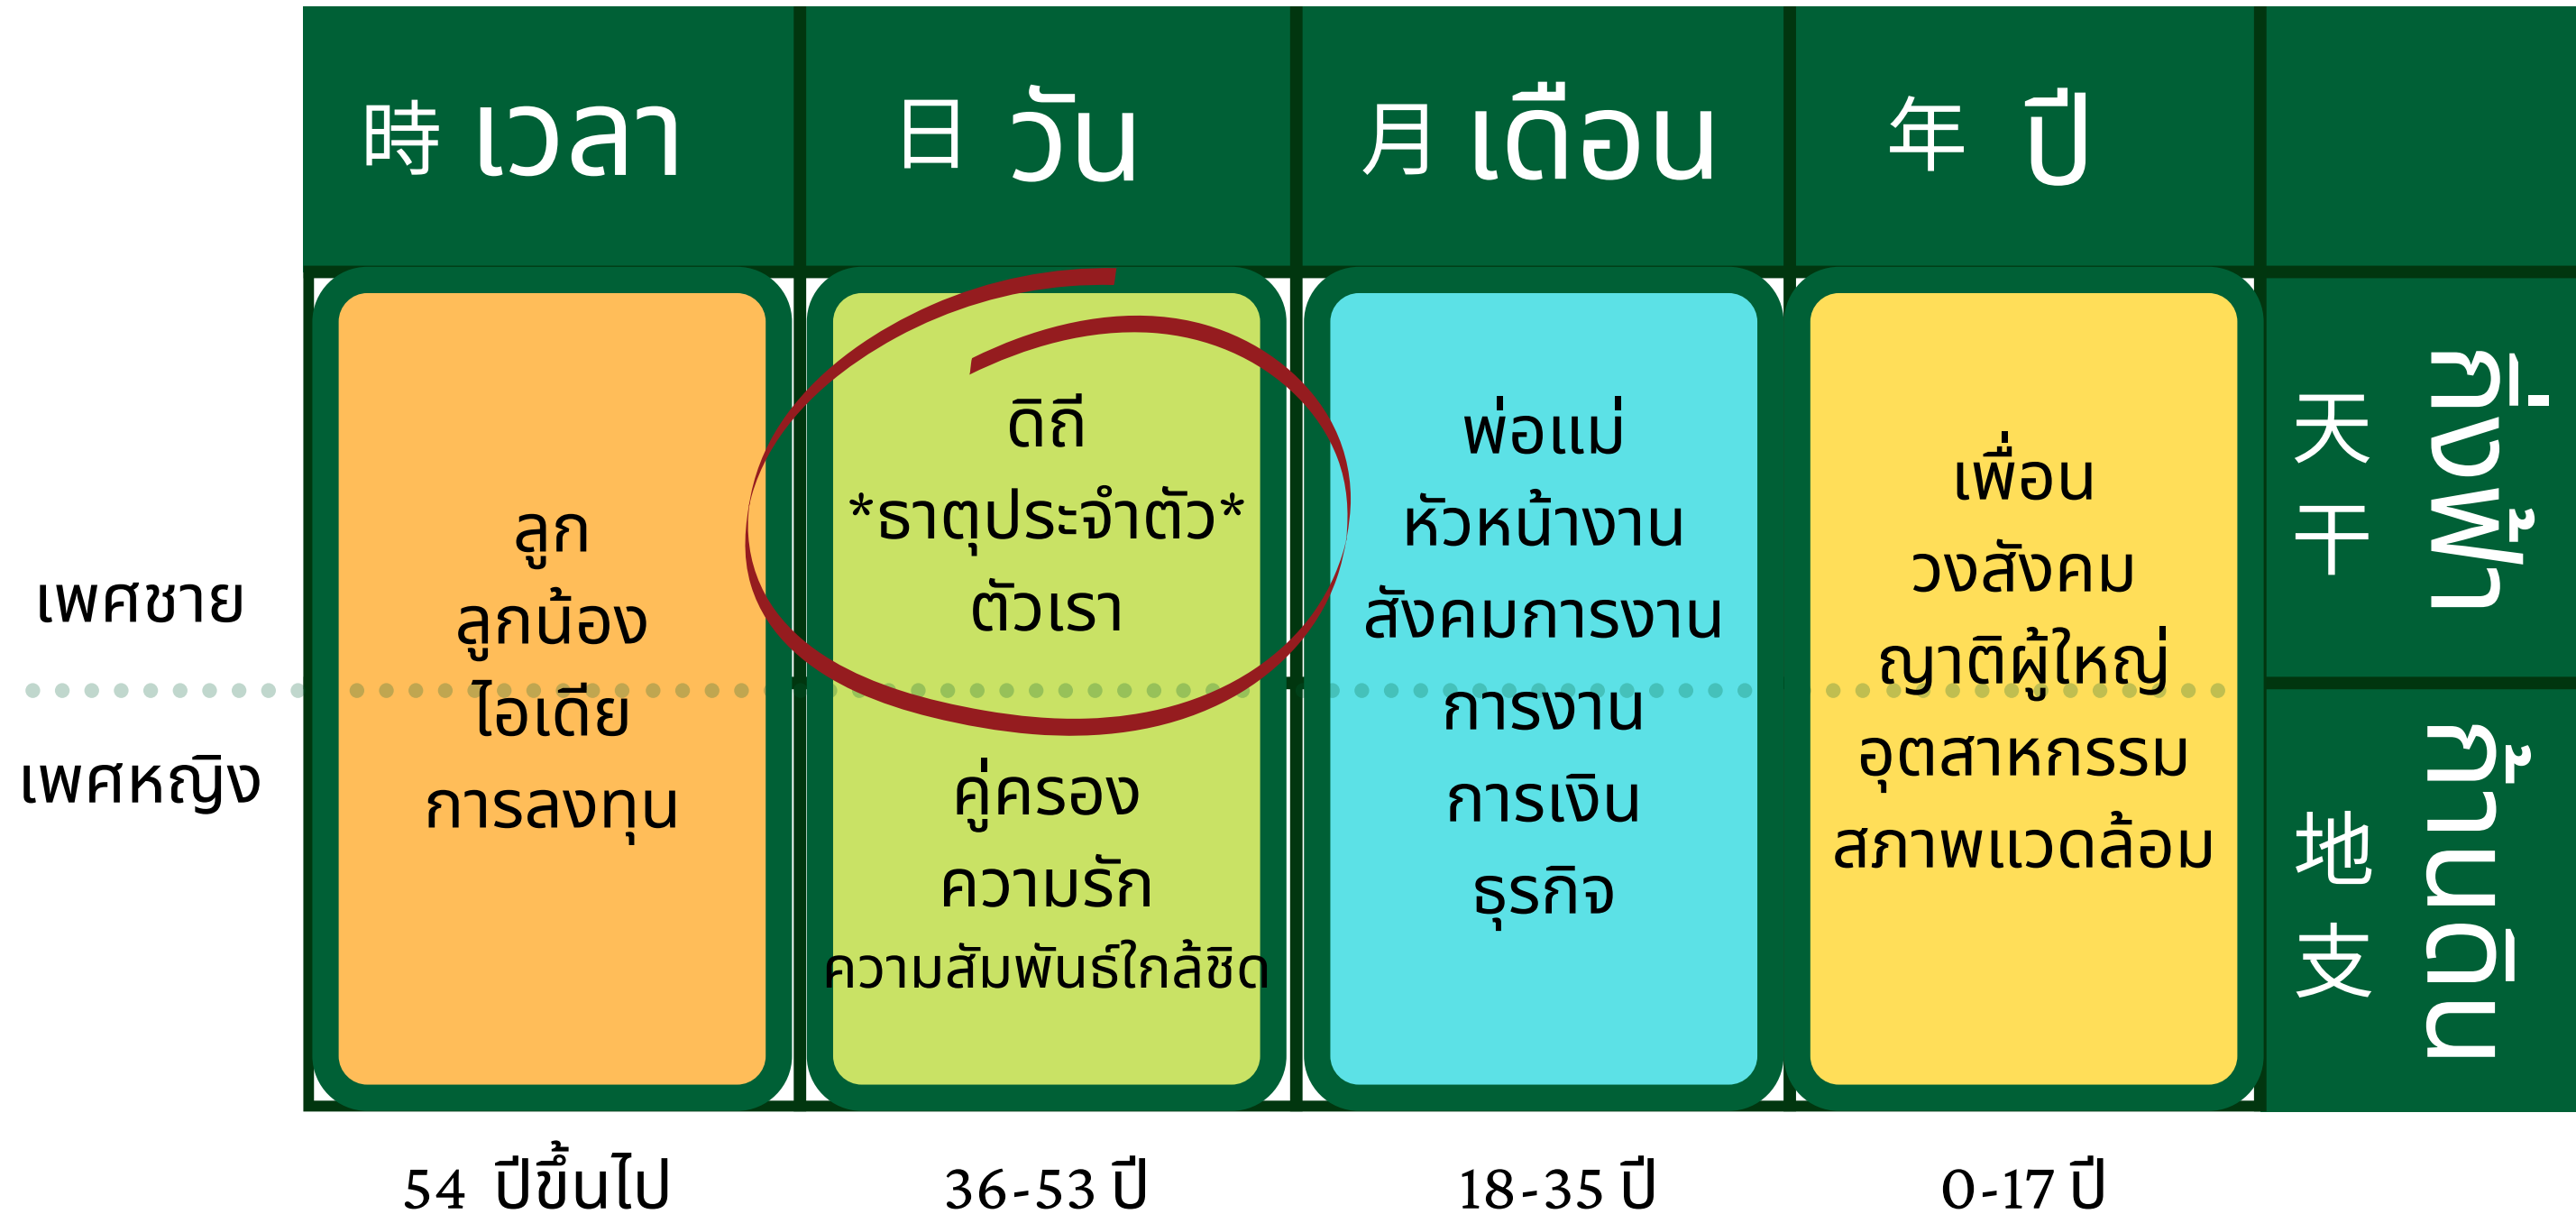 時 เวลา
日 วัน
月 เดือน
年 ปี
ลูก
ลูกน้อง
ไอเดีย
การลงทุน
ดิถี
*ธาตุประจำตัว*
ตัวเรา
คู่ครอง
ความรัก
ความสัมพันธ์ใกล้ชิด
พ่อแม่
หัวหน้างาน
สังคมการงาน
การงาน
การเงิน
ธุรกิจ
เพื่อน
วงสังคม
ญาติผู้ใหญ่
อุตสาหกรรม
สภาพแวดล้อม
天干 กิ่งฟ้า
地支 ก้านดิน
เพศชาย
เพศหญิง
54 ปีขึ้นไป
36-53 ปี
18-35 ปี
0-17 ปี